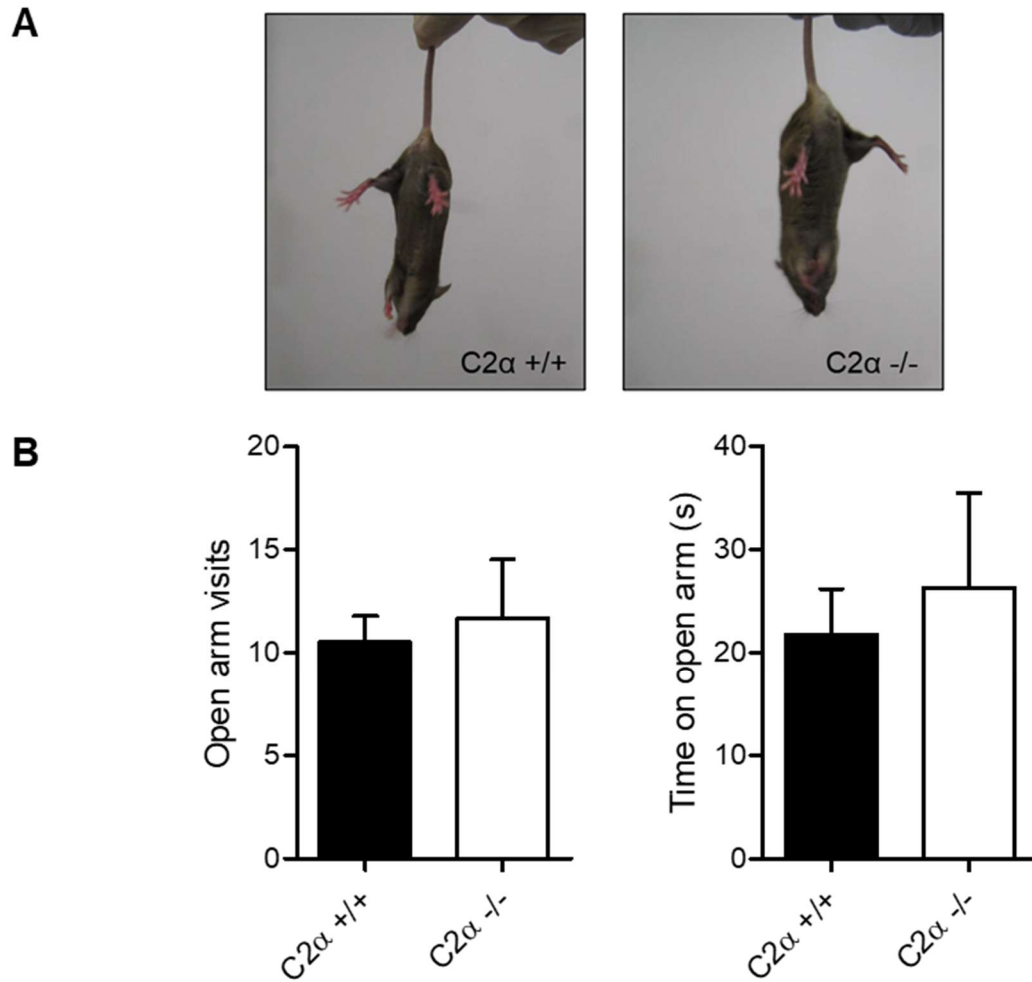 A
C2α +/+
C2α -/-
B
Open arm visits
20
15
10
5
0
C2α +/+
C2α -/-
Time on open arm (s)
40
30
20
10
0
C2α +/+
C2α -/-